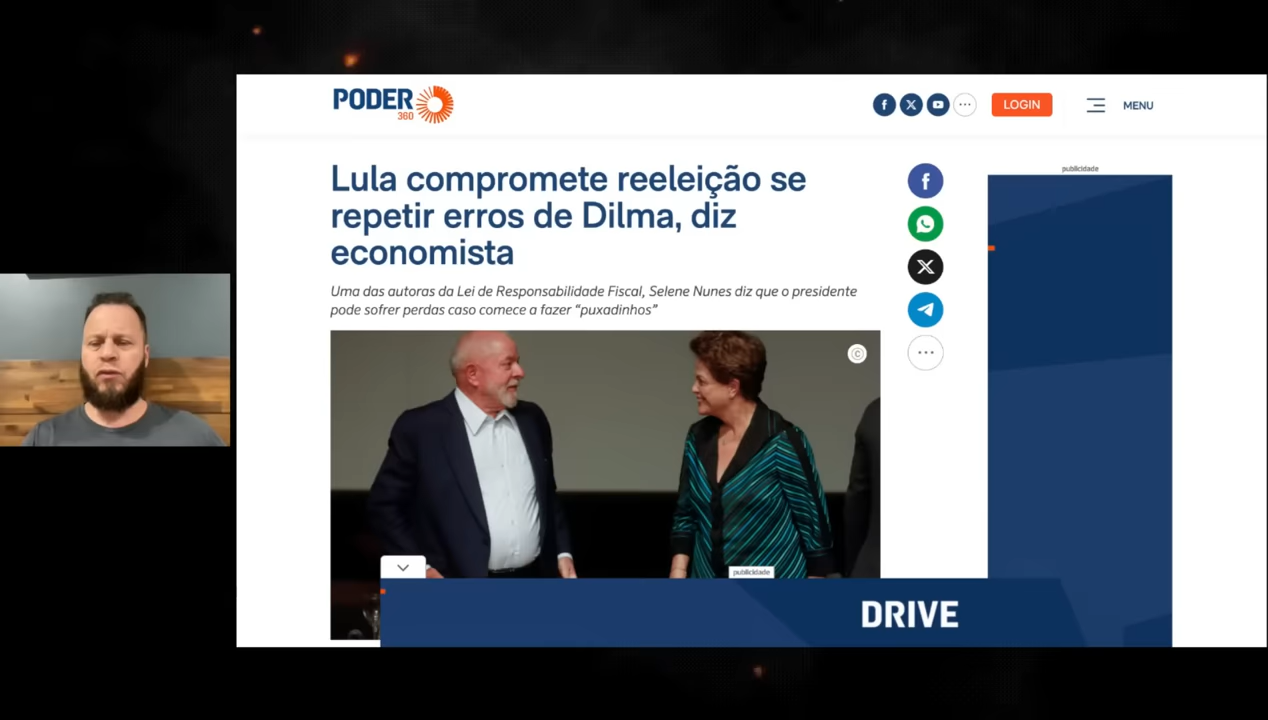 PODER
360
LOGIN
MENU
Lula compromete reeleição se
repetir erros de Dilma, diz
economista
Uma das autoras da Lei de Responsabilidade Fiscal, Selene Nunes diz que o presidente
pode sofrer perdas caso comece a fazer “puxadinhos”
publicidade
©
publicidade
DRIVE